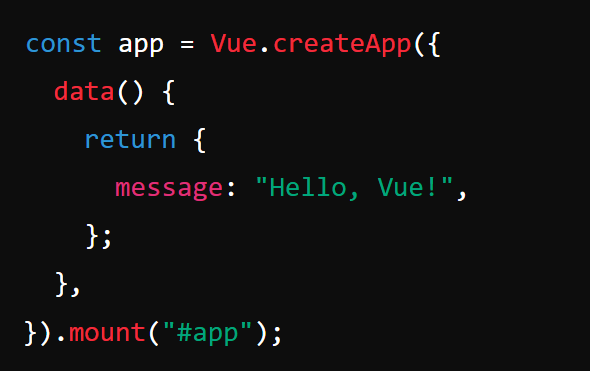 const app = Vue.createApp({
  data() {
    return {
      message: "Hello, Vue!",
    };
  },
}).mount("#app");